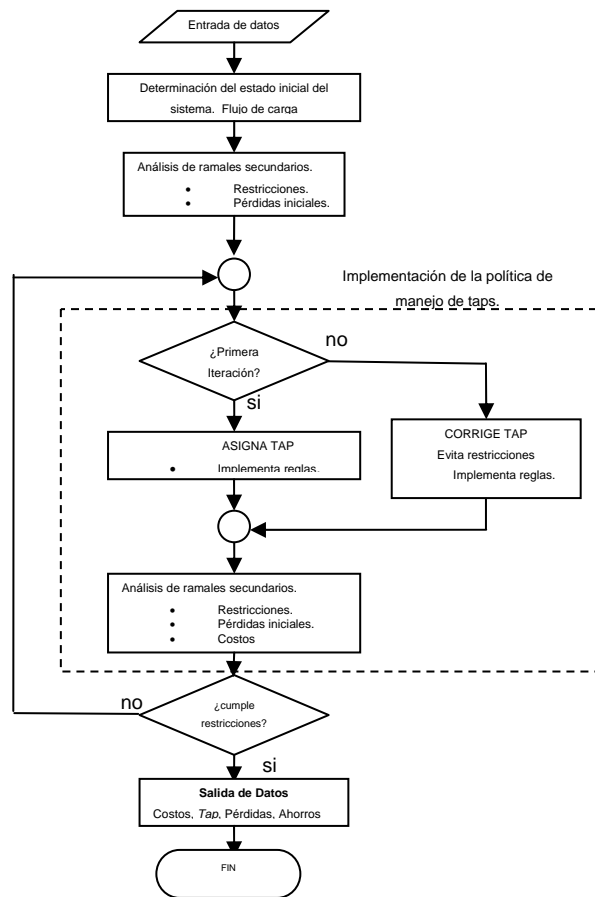 Entrada de datos
Determinación del estado inicial del
sistema. Flujo de carga
Análisis de ramales secundarios.
• Restricciones.
• Pérdidas iniciales.
Implementación de la política de
manejo de taps.
¿Primera
Iteración?
no
si
ASIGNA TAP
• Implementa reglas.
CORRIGE TAP
Evita restricciones
Implementa reglas.
Análisis de ramales secundarios.
• Restricciones.
• Pérdidas iniciales.
• Costos
no
¿cumple
restricciones?
si
Salida de Datos
Costos, Tap, Pérdidas, Ahorros
FIN